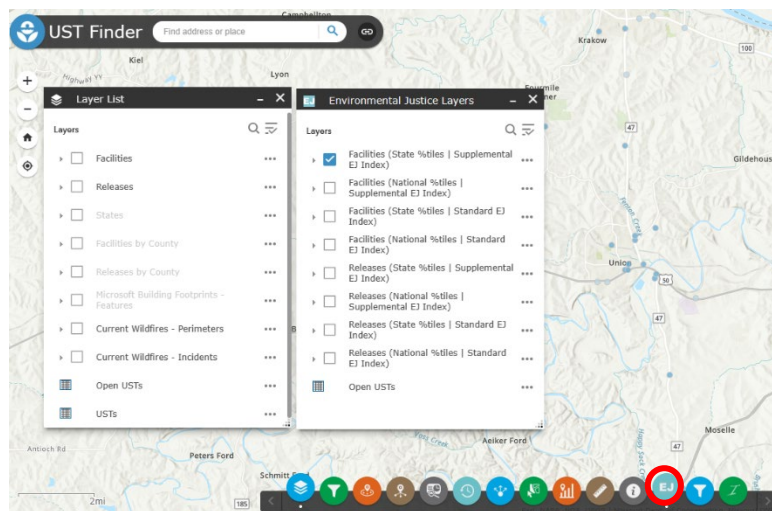 Campbellton
UST Finder
Find address or place
Krakow
100
Kiel
Highway YY
Lyon
Layer List
EJ
Environmental Justice Layers
Layers
Facilities
Releases
States
Facilities by County
Releases by County
Microsoft Building Footprints -
Features
Current Wildfires - Perimeters
Current Wildfires - Incidents
Open USTs
USTs
Layers
Facilities (State %tiles | Supplemental
EJ Index)
Facilities (National %tiles |
Supplemental EJ Index)
Facilities (State %tiles | Standard EJ
Index)
Facilities (National %tiles | Standard
EJ Index)
Releases (State %tiles | Supplemental
EJ Index)
Releases (National %tiles |
Supplemental EJ Index)
Releases (State %tiles | Standard EJ
Index)
Releases (National %tiles | Standard
EJ Index)
Open USTs
47
Gildehous
Union
50
47
Moselle
47
Antioch Rd
Peters Ford
Aeiker Ford
Schmitt
2mi
185
EJ